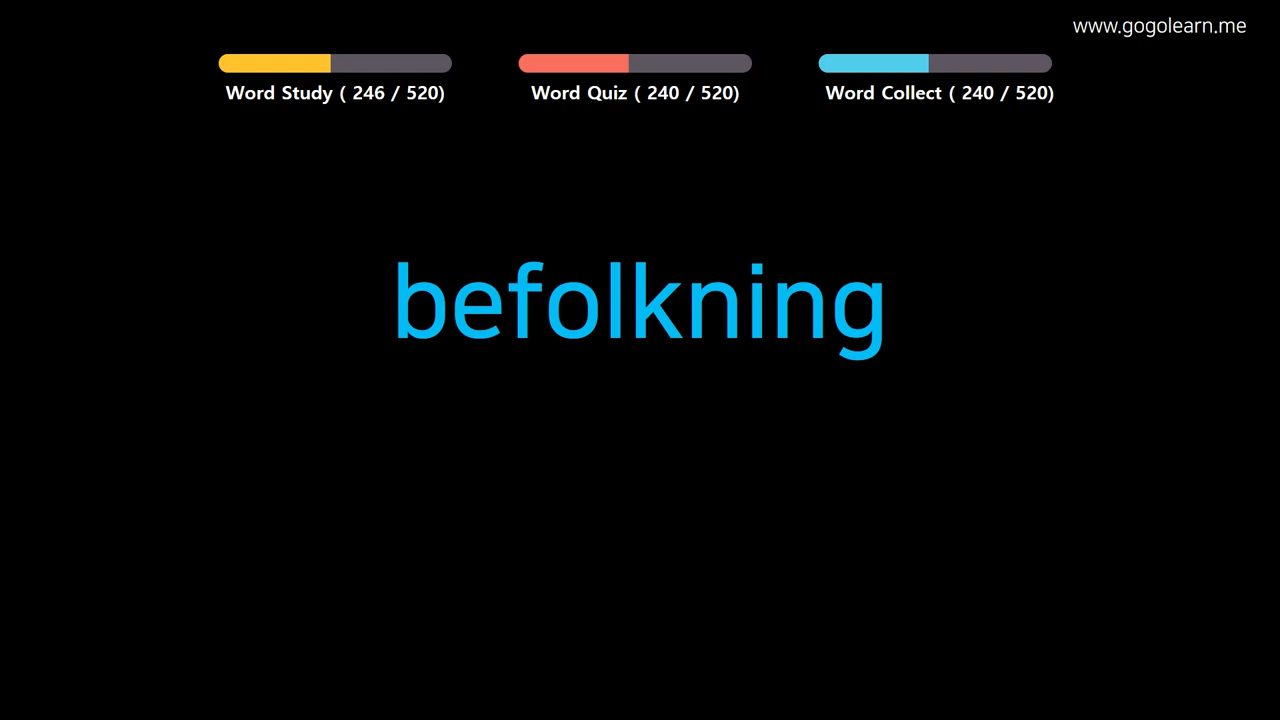 www.gogolearn.me
Word Study ( 246 / 520)
Word Quiz ( 240 / 520)
Word Collect ( 240 / 520)
befolkning